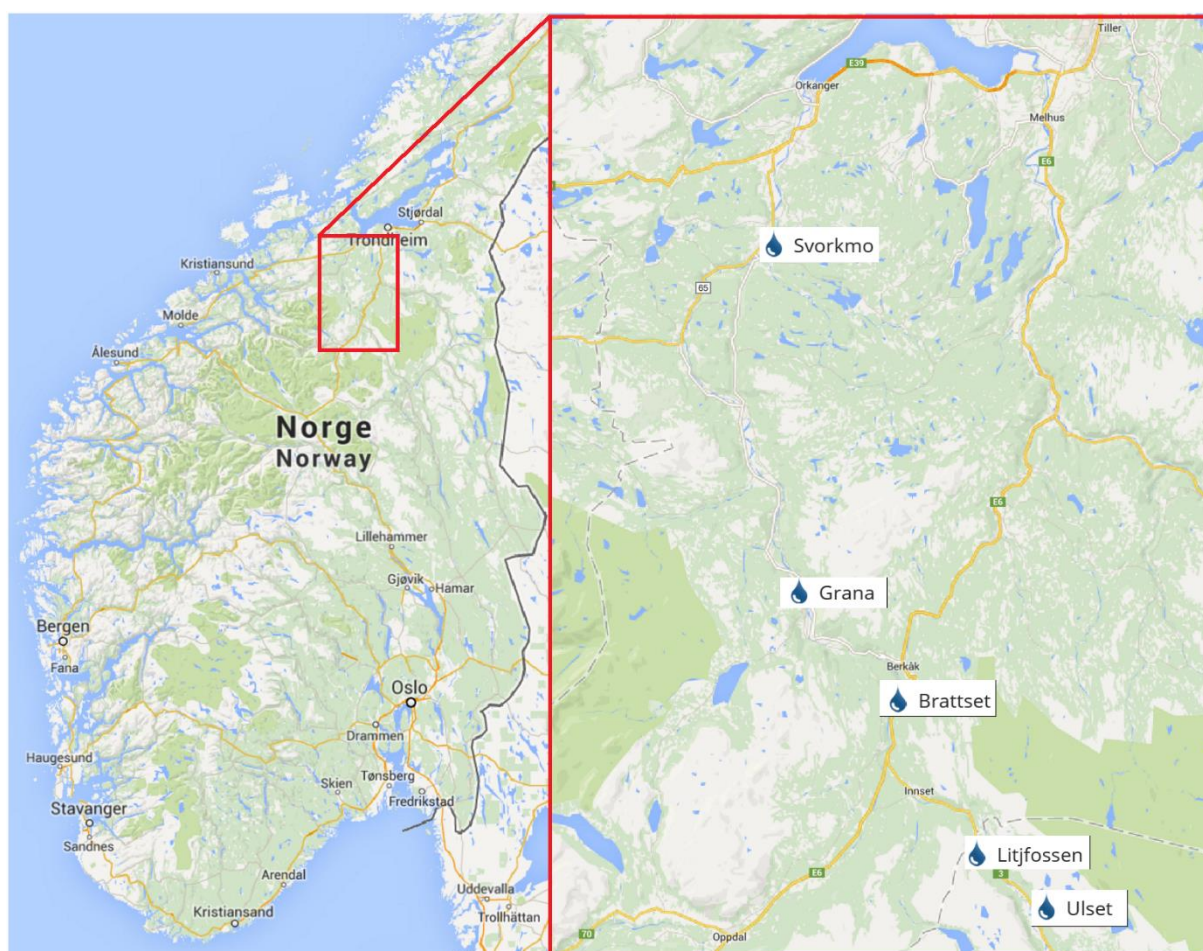 Stjørdal
Trondheim
Kristiansund
Molde
Ålesund
Norge
Norway
Lillehammer
Gjøvik
Hamar
Bergen
Fana
Oslo
Drammen
Haugesund
Skien
Tønsberg
Fredrikstad
Stavanger
Sandnes
Arendal
Uddevalla
Kristiansand
Trollhättan
Tiller
E39
Orkanger
Melhus
E6
Svorkmo
65
E6
Grana
Berkåk
Brattset
Innset
Litjfossen
E6
3
Ulset
70
Oppdal